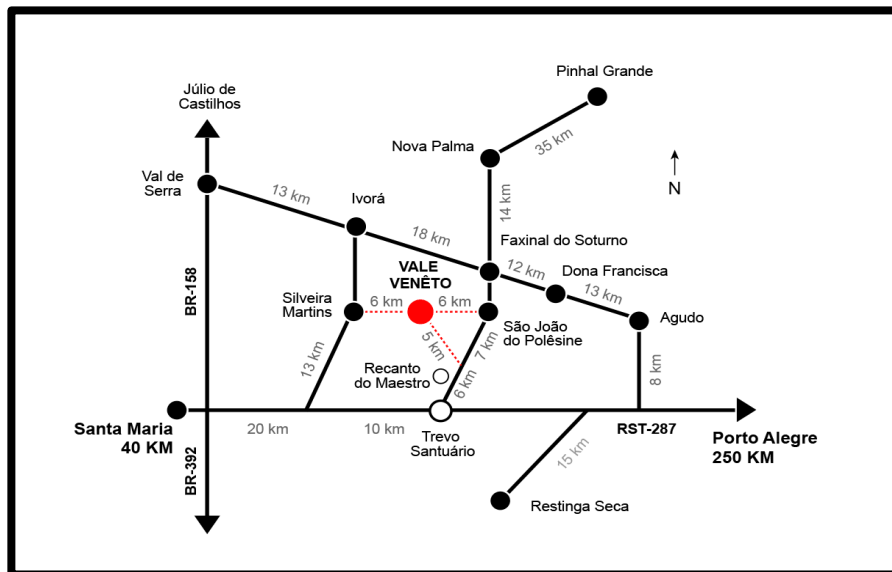 Pinhal Grande
Júlio de
Castilhos
35 km
Nova Palma
N
Val de
Serra
13 km
Ivorá
14 km
18 km
Faxinal do Soturno
VALE
VENÊTO
12 km
Dona Francisca
13 km
BR-158
Silveira
Martins
6 km
6 km
São João
do Polêsine
Agudo
5 km
7 km
13 km
Recanto
do Maestro
6 km
8 km
Santa Maria
40 KM
20 km
10 km
Trevo
Santuário
RST-287
Porto Alegre
250 KM
BR-392
15 km
Restinga Seca